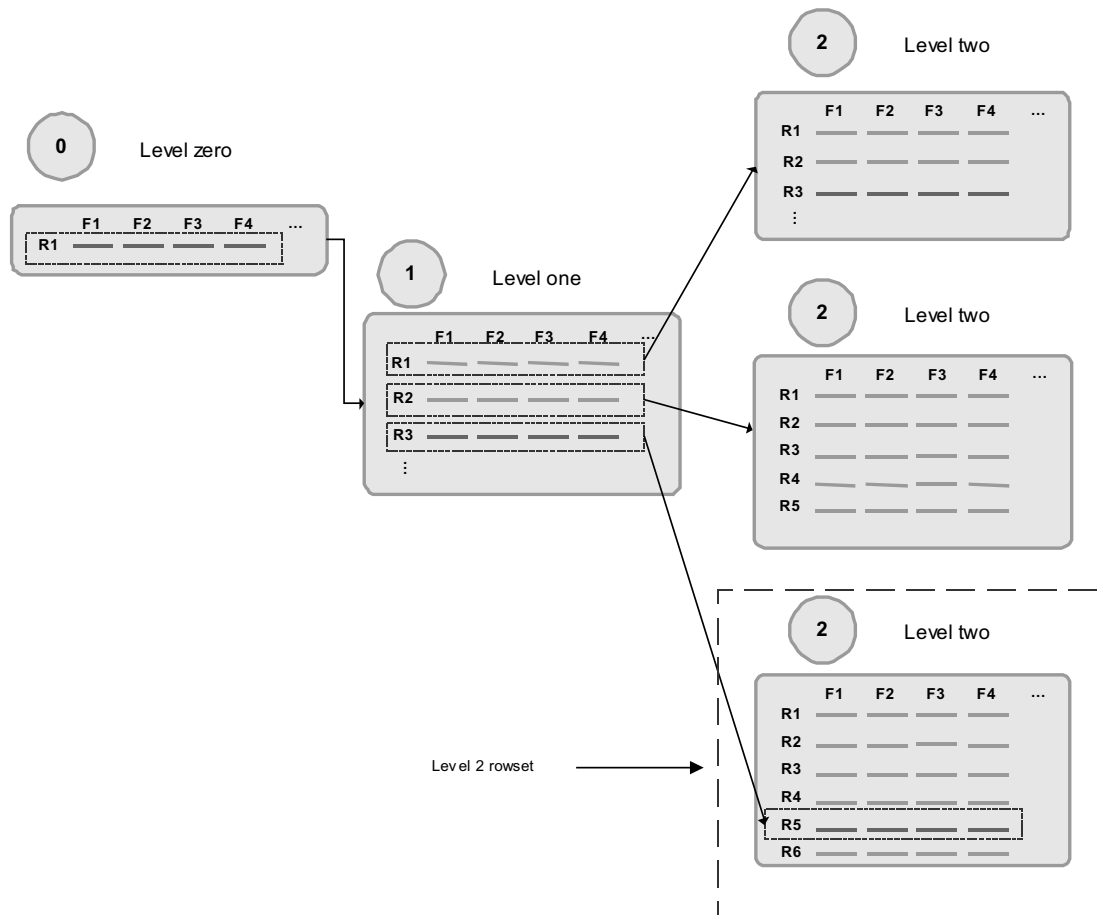 0
Level zero
F1 F2 F3 F4 ...
R1
1
Level one
F1 F2 F3 F4 ...
R1
R2
R3
⋮
2
Level two
F1 F2 F3 F4 ...
R1
R2
R3
⋮
2
Level two
F1 F2 F3 F4 ...
R1
R2
R3
R4
R5
2
Level two
F1 F2 F3 F4 ...
R1
R2
R3
R4
R5
R6
Level 2 rowset